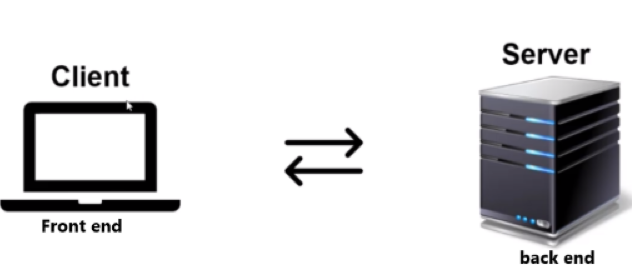 Client
Server
Front end
back end